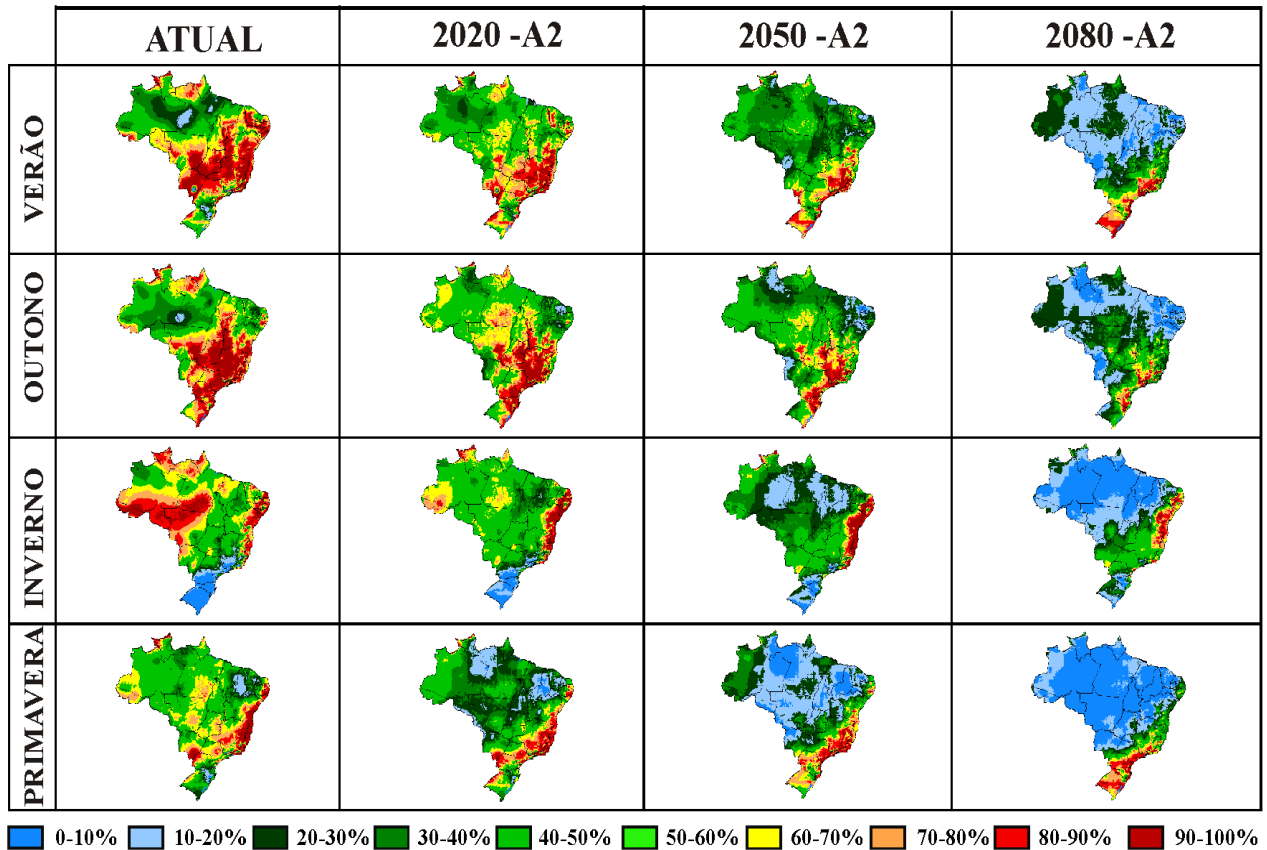 ATUAL 2020 -A2 2050 -A2 2080 -A2
VERÃO
OUTONO
INVERNO
PRIMAVERA
0-10% 10-20% 20-30% 30-40% 40-50% 50-60% 60-70% 70-80% 80-90% 90-100%